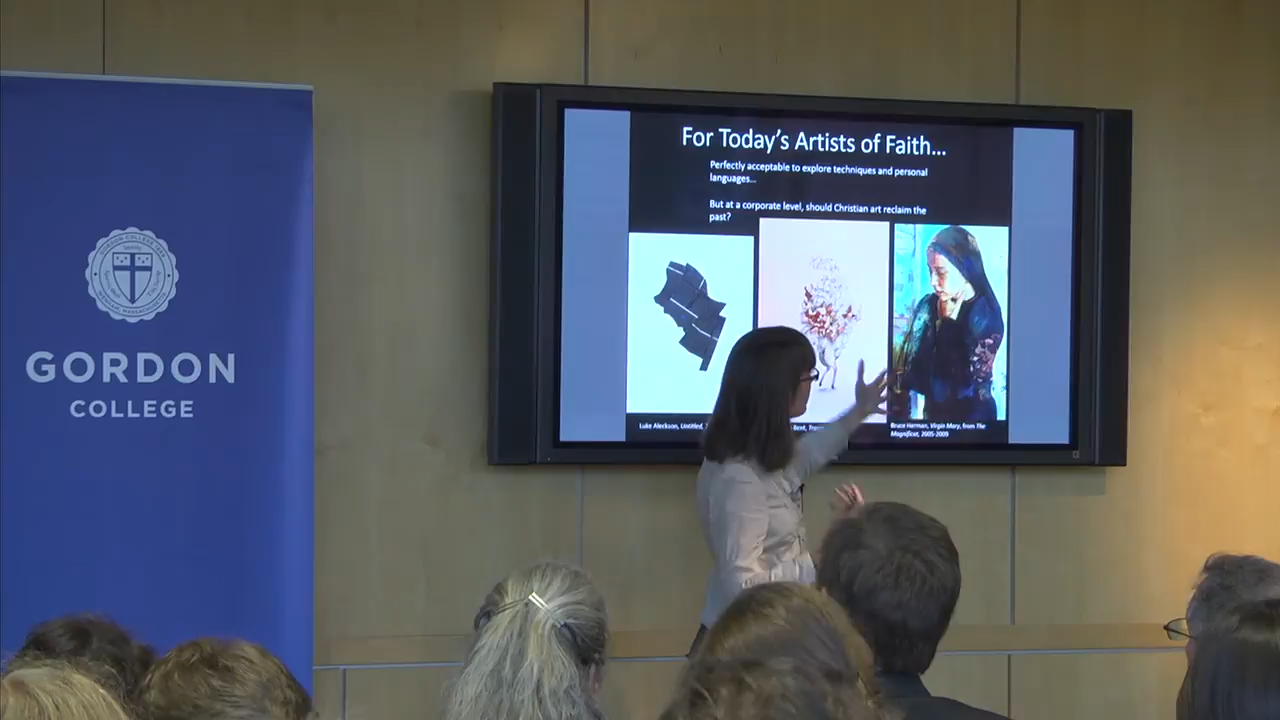 For Today's Artists of Faith...
Perfectly acceptable to explore techniques and personal
languages...
But at a corporate level, should Christian art reclaim the
past?
Luke Aleckson, Untitled,
Bent,
Bruce Herman, Virgin Mary, from The
Magnificat, 2005-2009
GORDON
COLLEGE